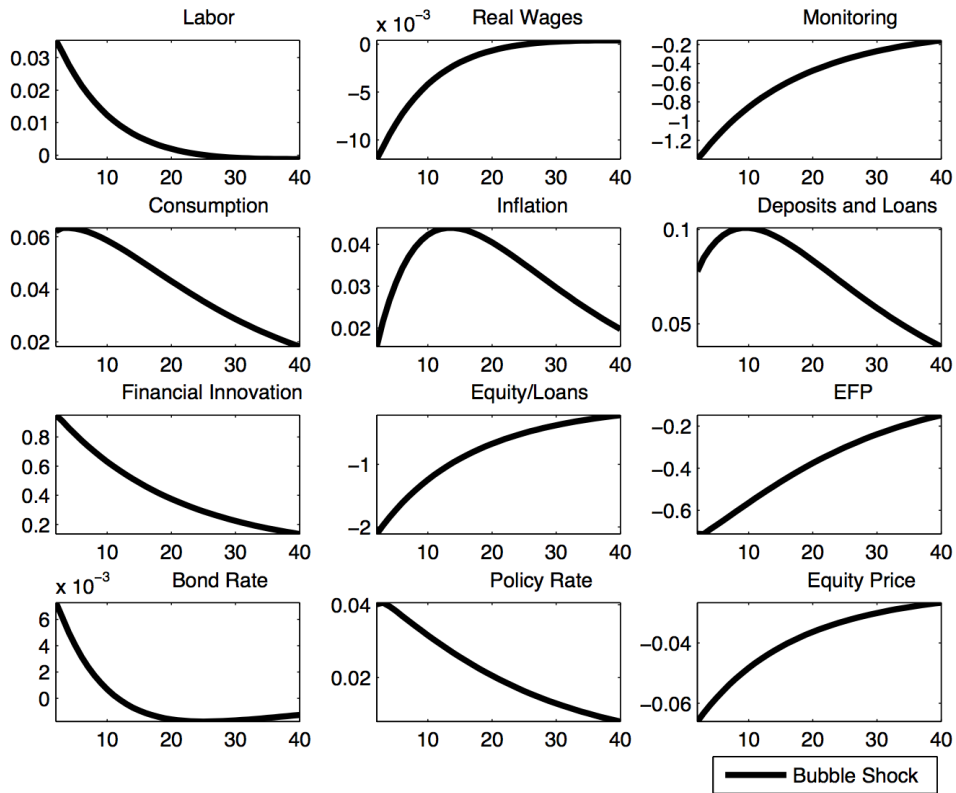 Labor
0.03
0.02
0.01
0
10 20 30 40
Real Wages
x 10⁻³
0
−5
−10
10 20 30 40
Monitoring
−0.2
−0.4
−0.6
−0.8
−1
−1.2
10 20 30 40
Consumption
0.06
0.04
0.02
10 20 30 40
Inflation
0.04
0.03
0.02
10 20 30 40
Deposits and Loans
0.1
0.05
10 20 30 40
Financial Innovation
0.8
0.6
0.4
0.2
10 20 30 40
Equity/Loans
−1
−2
10 20 30 40
EFP
−0.2
−0.4
−0.6
10 20 30 40
Bond Rate
x 10⁻³
6
4
2
0
10 20 30 40
Policy Rate
0.04
0.02
10 20 30 40
Equity Price
−0.04
−0.06
10 20 30 40
Bubble Shock